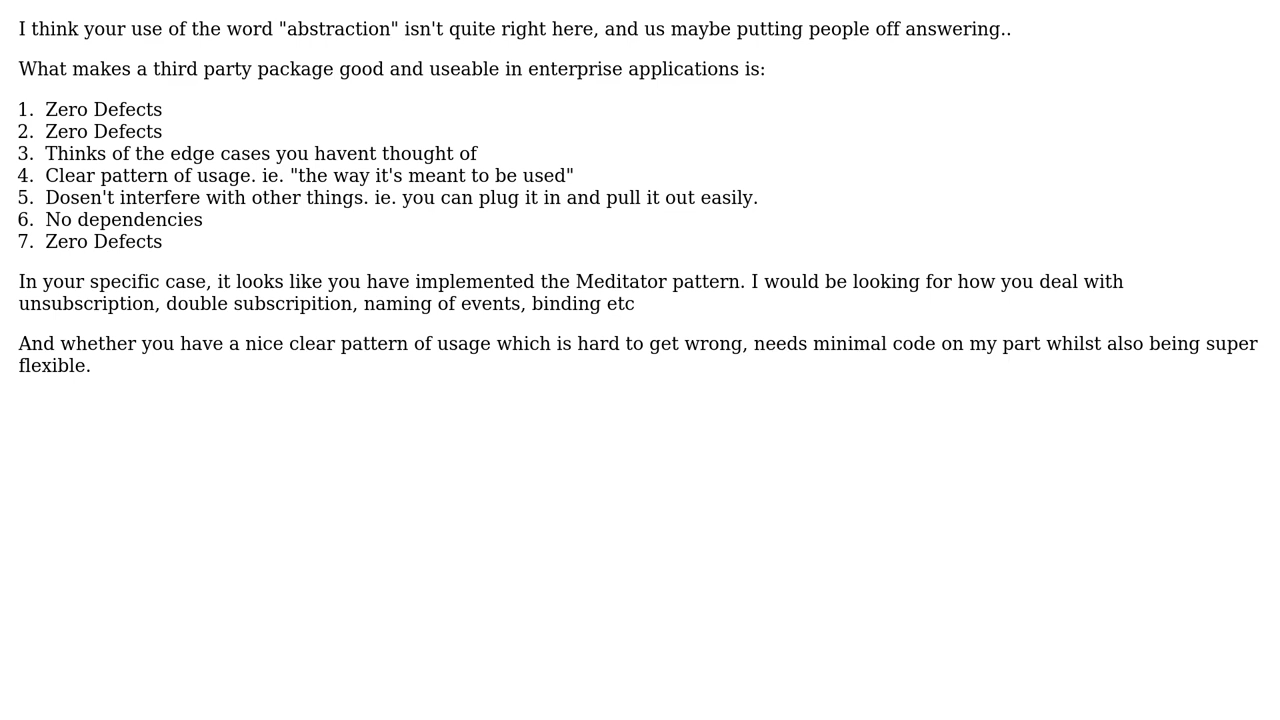 I think your use of the word "abstraction" isn't quite right here, and us maybe putting people off answering..
What makes a third party package good and useable in enterprise applications is:
1. Zero Defects
2. Zero Defects
3. Thinks of the edge cases you havent thought of
4. Clear pattern of usage. ie. "the way it's meant to be used"
5. Dosen't interfere with other things. ie. you can plug it in and pull it out easily.
6. No dependencies
7. Zero Defects
In your specific case, it looks like you have implemented the Meditator pattern. I would be looking for how you deal with
unsubscription, double subscripition, naming of events, binding etc
And whether you have a nice clear pattern of usage which is hard to get wrong, needs minimal code on my part whilst also being super
flexible.